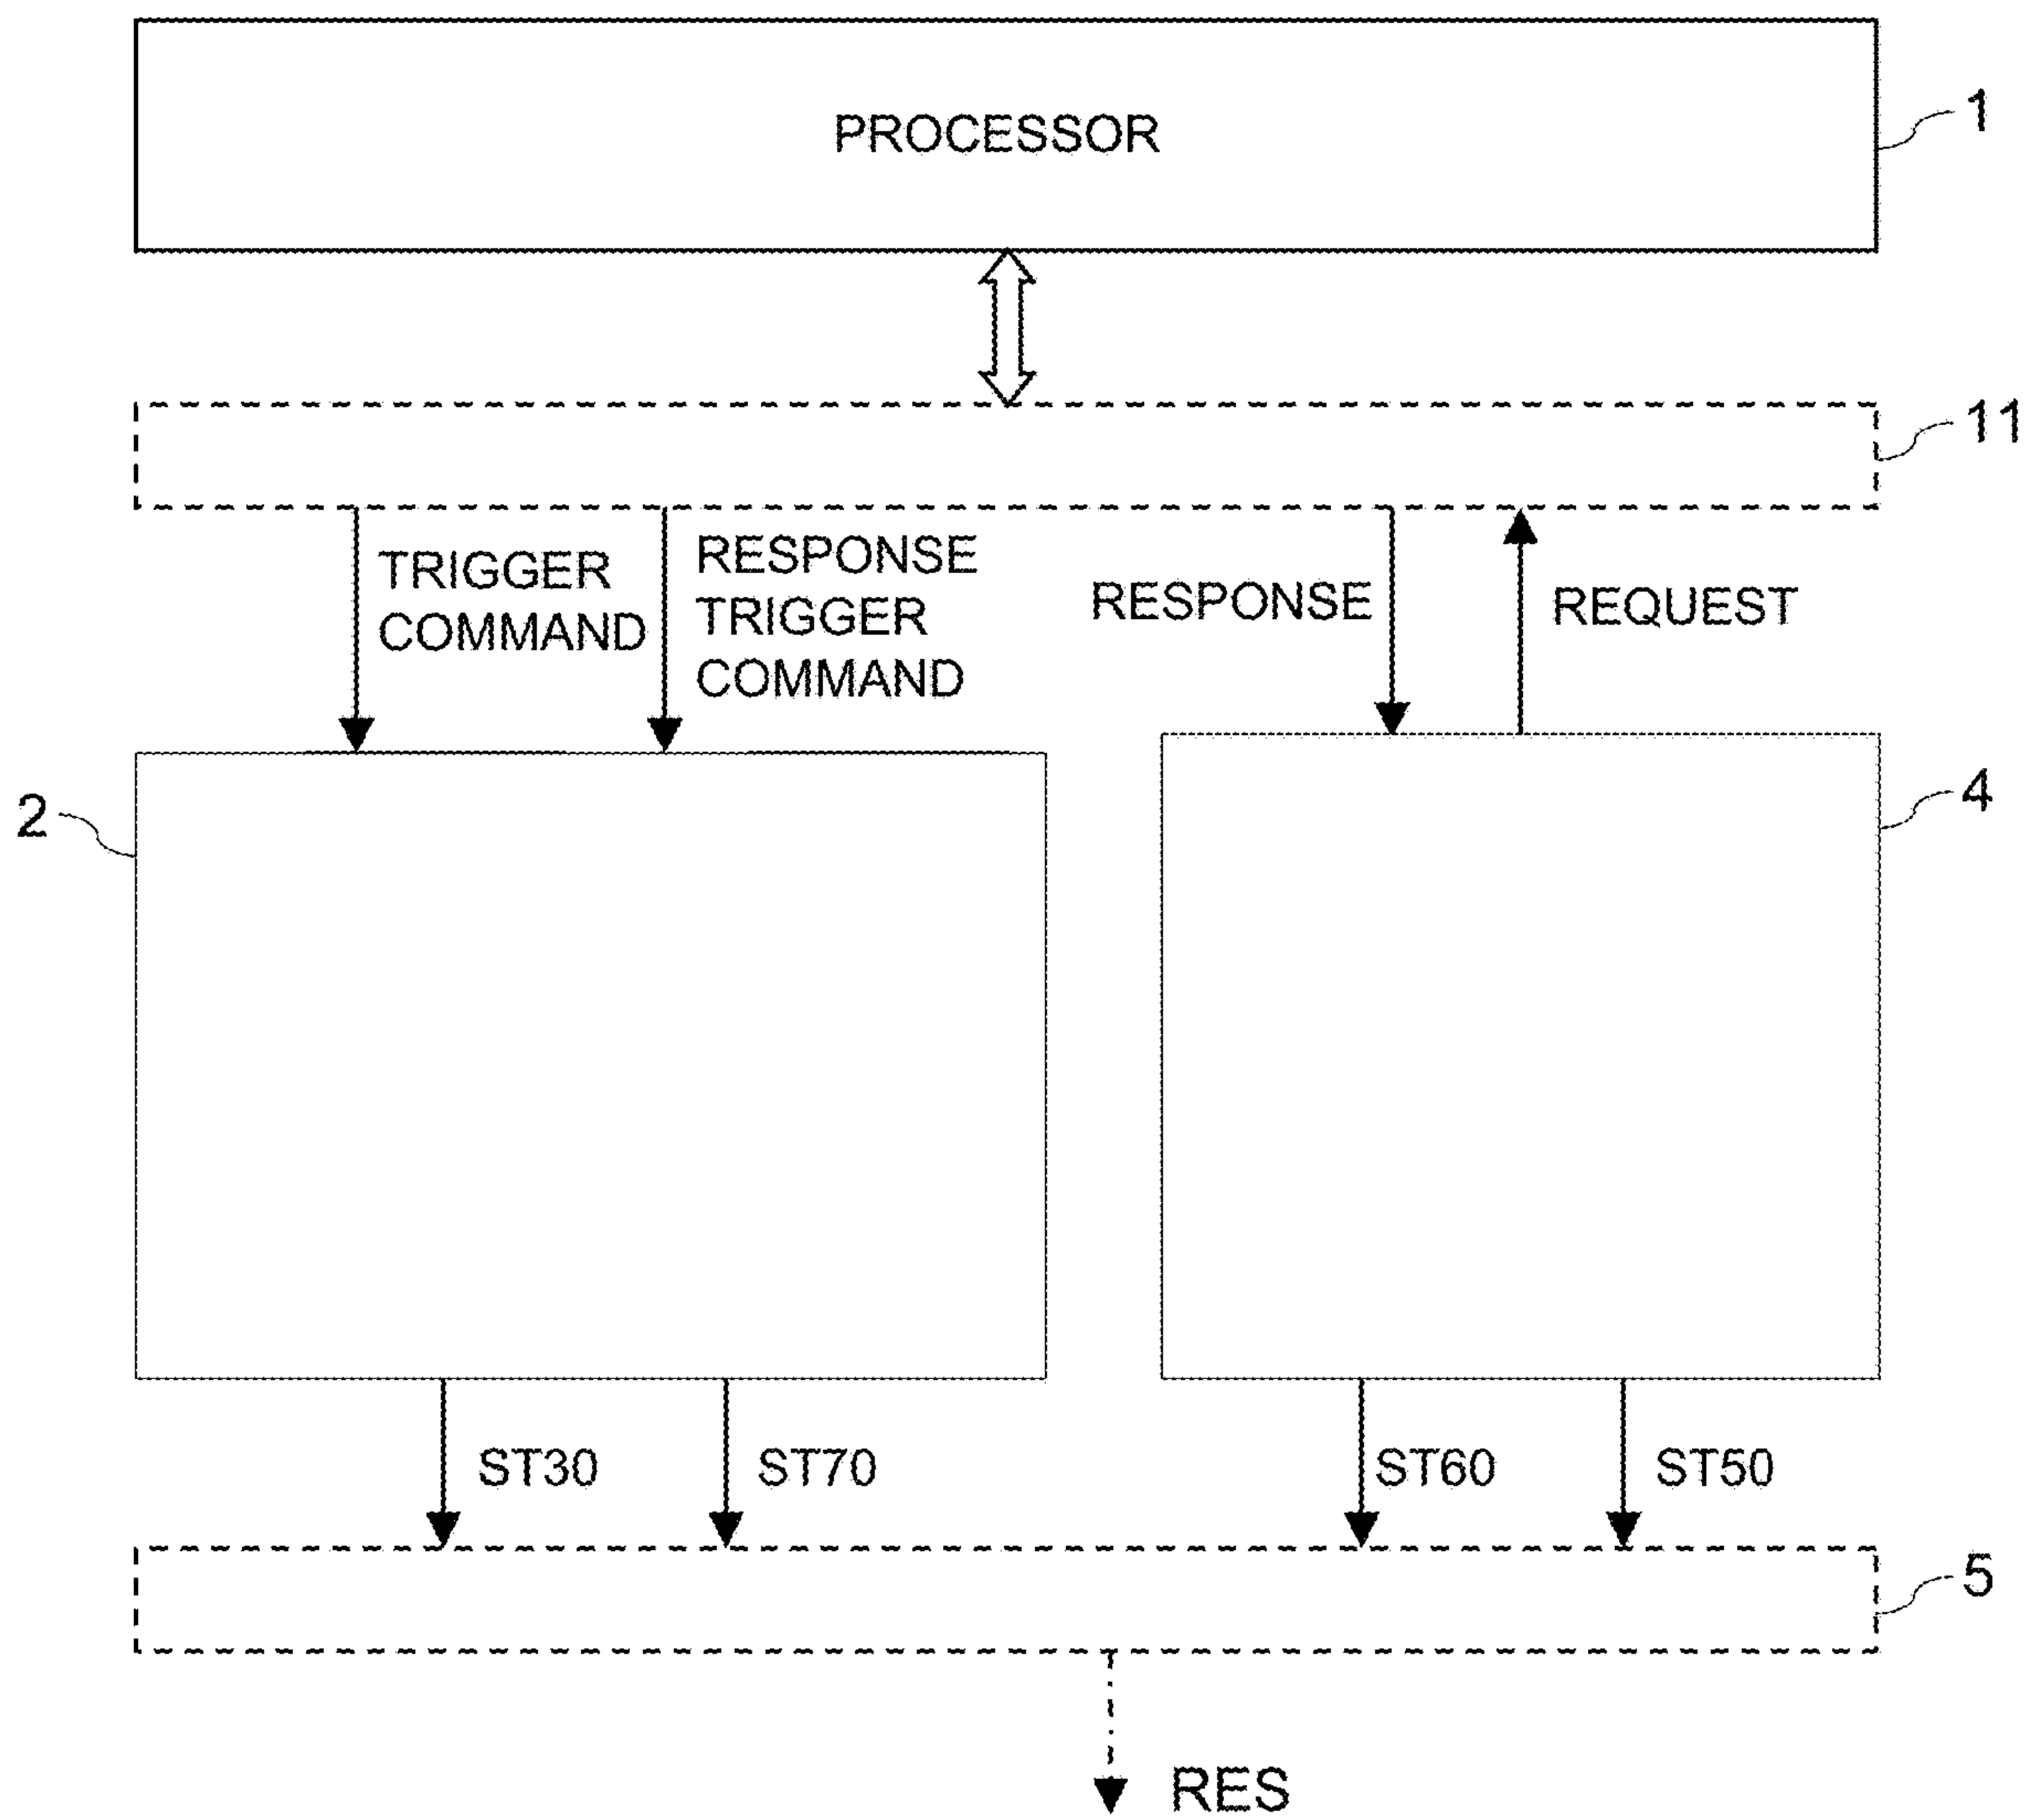 PROCESSOR
1
11
TRIGGER
COMMAND
RESPONSE
TRIGGER
COMMAND
RESPONSE
REQUEST
2
4
ST30
ST70
ST60
ST50
5
RES